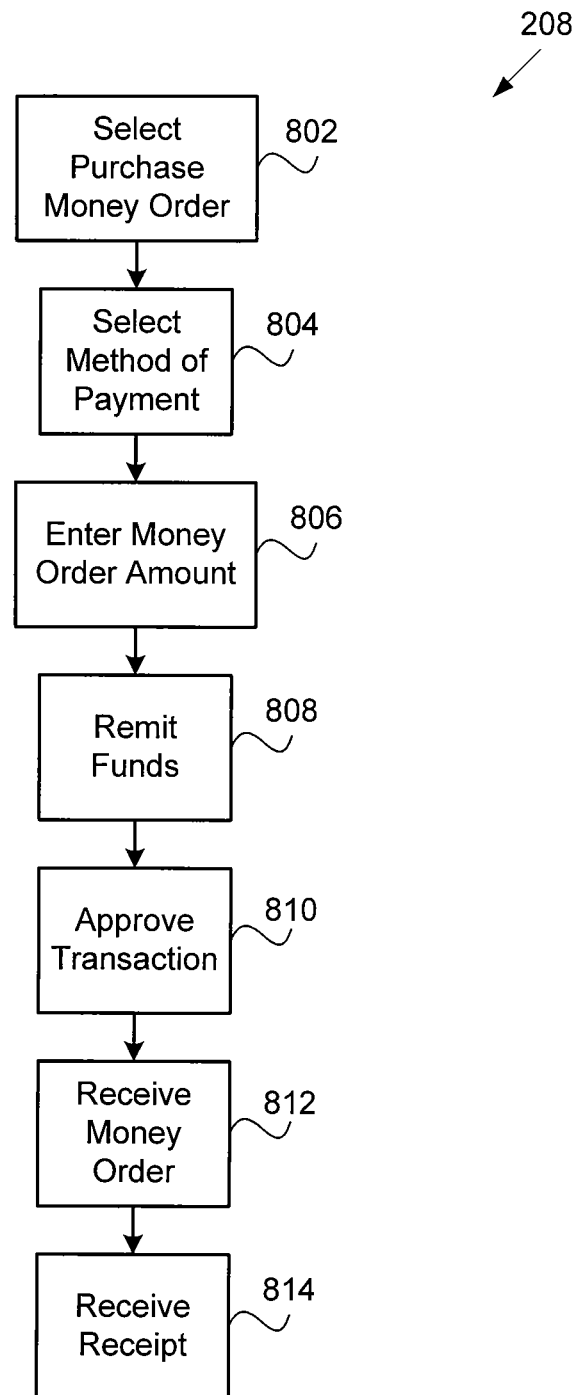 208
Select
Purchase
Money Order
802
Select
Method of
Payment
804
Enter Money
Order Amount
806
Remit
Funds
808
Approve
Transaction
810
Receive
Money
Order
812
Receive
Receipt
814